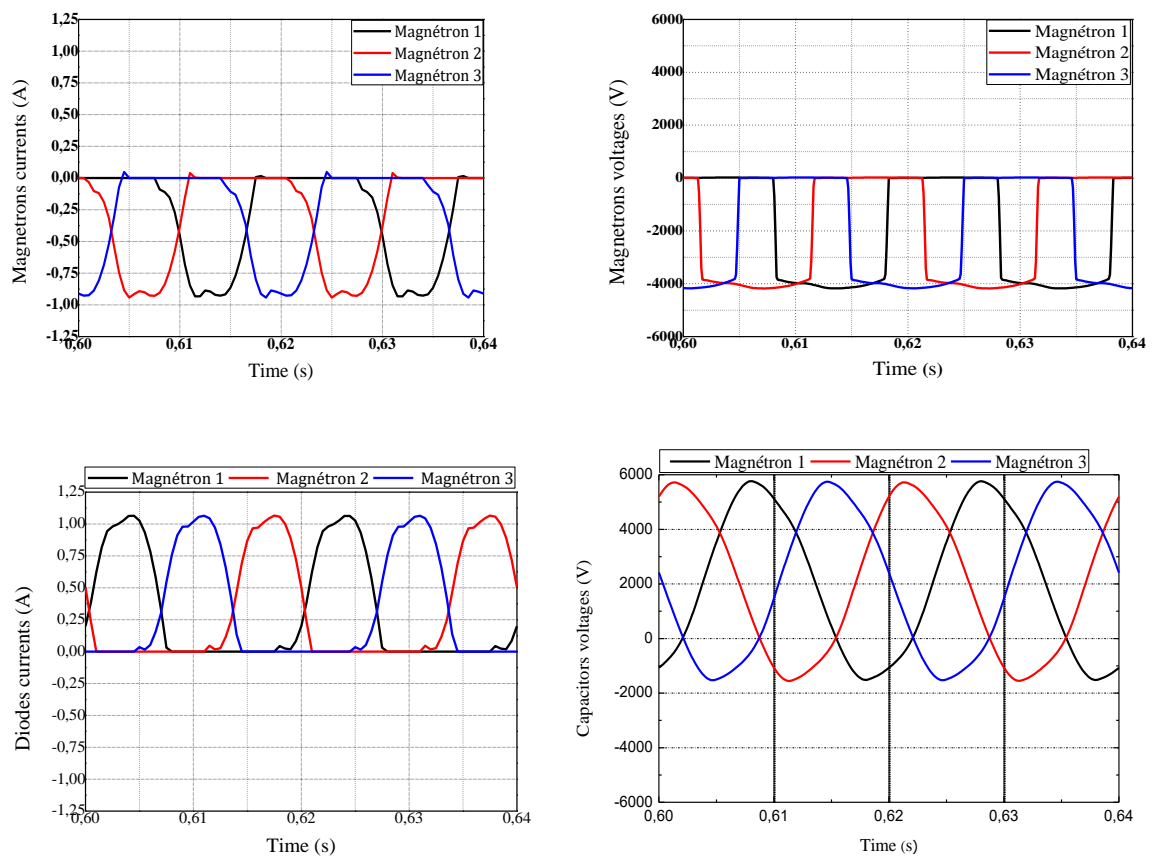 1,25
1,00
0,75
0,50
0,25
0,00
-0,25
-0,50
-0,75
-1,00
-1,25
Magnetrons currents (A)
Magnétron 1
Magnétron 2
Magnétron 3
0,60 0,61 0,62 0,63 0,64
Time (s)
6000
4000
2000
0
-2000
-4000
-6000
Magnetrons voltages (V)
Magnétron 1
Magnétron 2
Magnétron 3
0,60 0,61 0,62 0,63 0,64
Time (s)
Magnétron 1 Magnétron 2 Magnétron 3
1,25
1,00
0,75
0,50
0,25
0,00
-0,25
-0,50
-0,75
-1,00
-1,25
Diodes currents (A)
0,60 0,61 0,62 0,63 0,64
Time (s)
Magnétron 1 Magnétron 2 Magnétron 3
6000
4000
2000
0
-2000
-4000
-6000
Capacitors voltages (V)
0,60 0,61 0,62 0,63 0,64
Time (s)